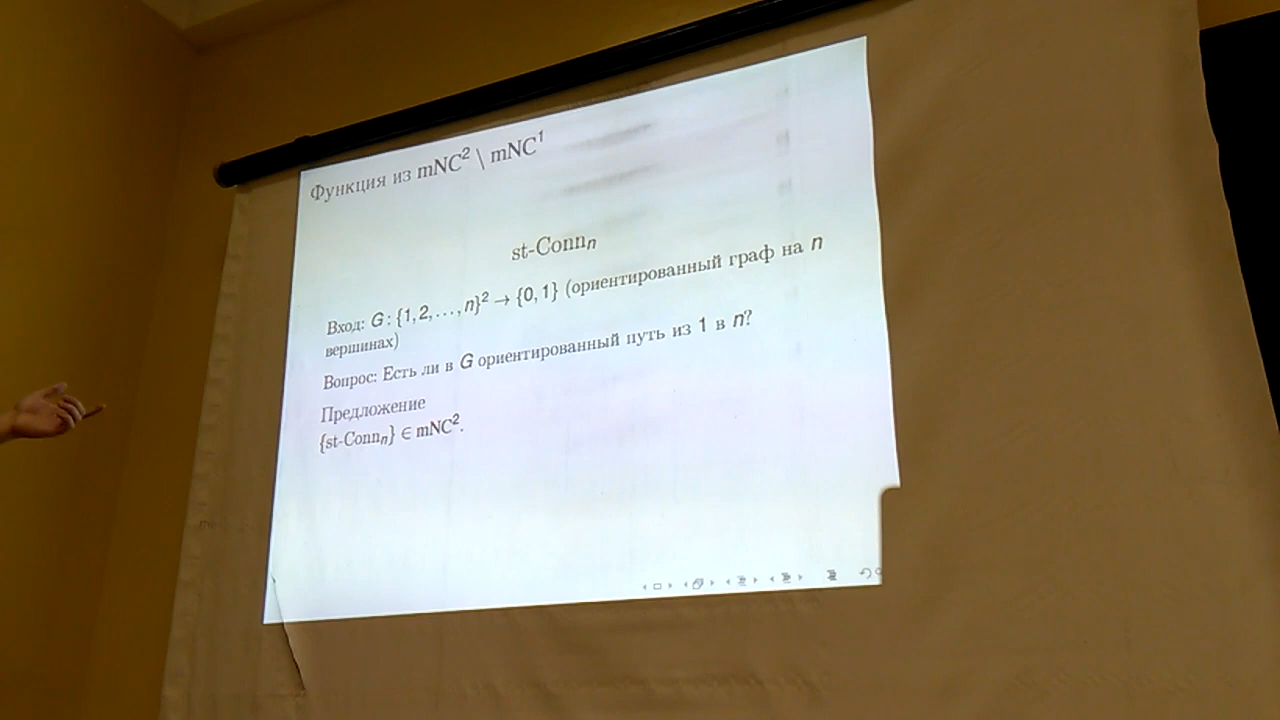 Функция из mNC² \ mNC¹
st-Connₙ
Вход: G : {1, 2, …, n}² → {0, 1} (ориентированный граф на n
вершинах)
Вопрос: Есть ли в G ориентированный путь из 1 в n?
Предложение
{st-Connₙ} ∈ mNC².